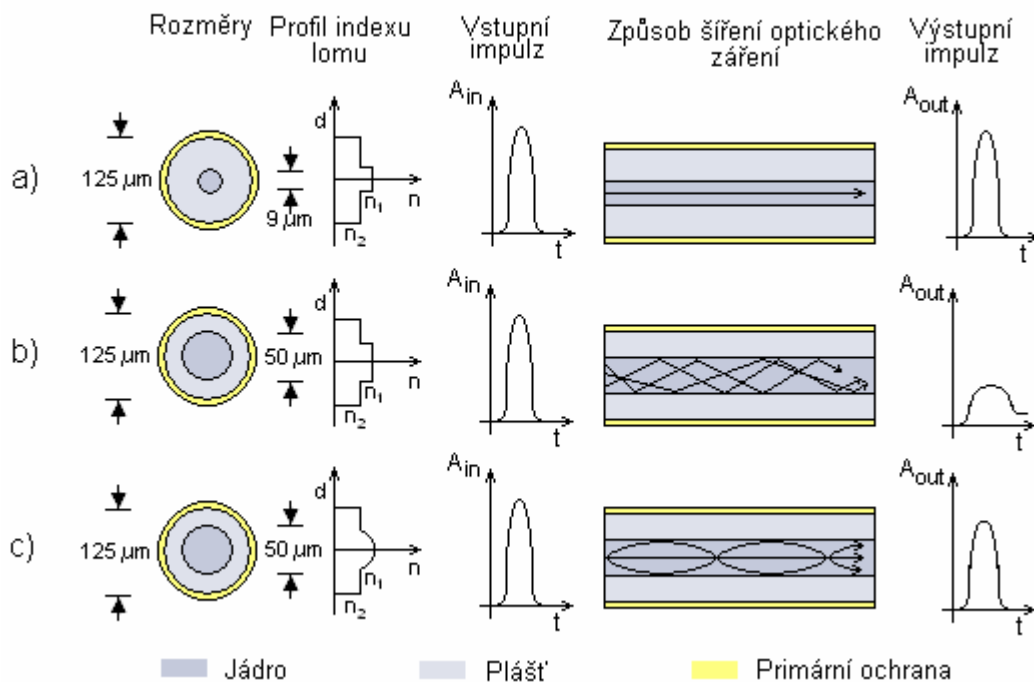 Rozměry
Profil indexu
lomu
Vstupní
impulz
Způsob šíření optického
záření
Výstupní
impulz
a)
125 µm
9 µm
d
n
n1
n2
Ain
t
Aout
t
b)
125 µm
50 µm
d
n
n1
n2
Ain
t
Aout
t
c)
125 µm
50 µm
d
n
n1
n2
Ain
t
Aout
t
Jádro
Plášť
Primární ochrana